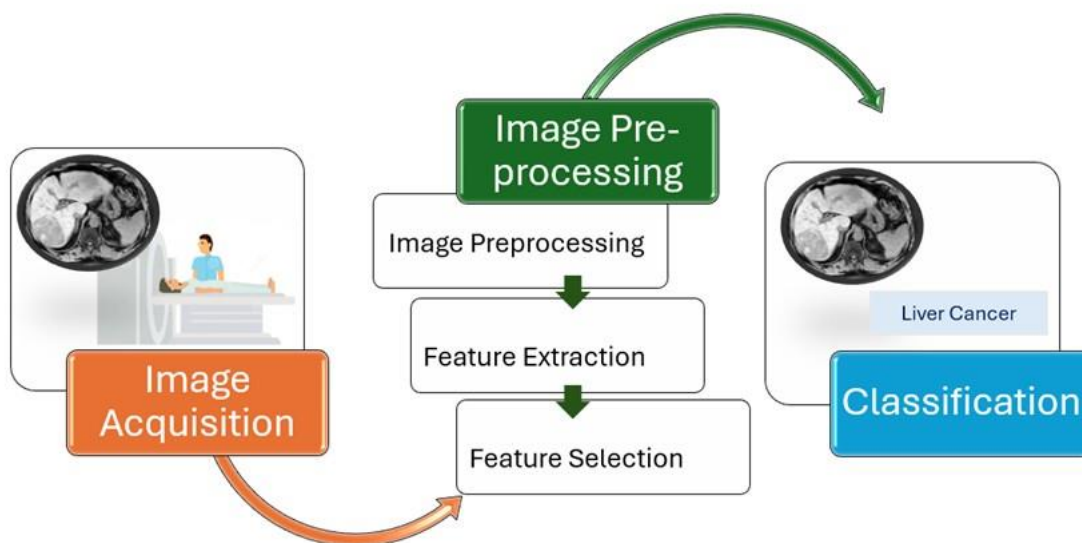 Image
Acquisition
Image Pre-
processing
Image Preprocessing
Feature Extraction
Feature Selection
Liver Cancer
Classification